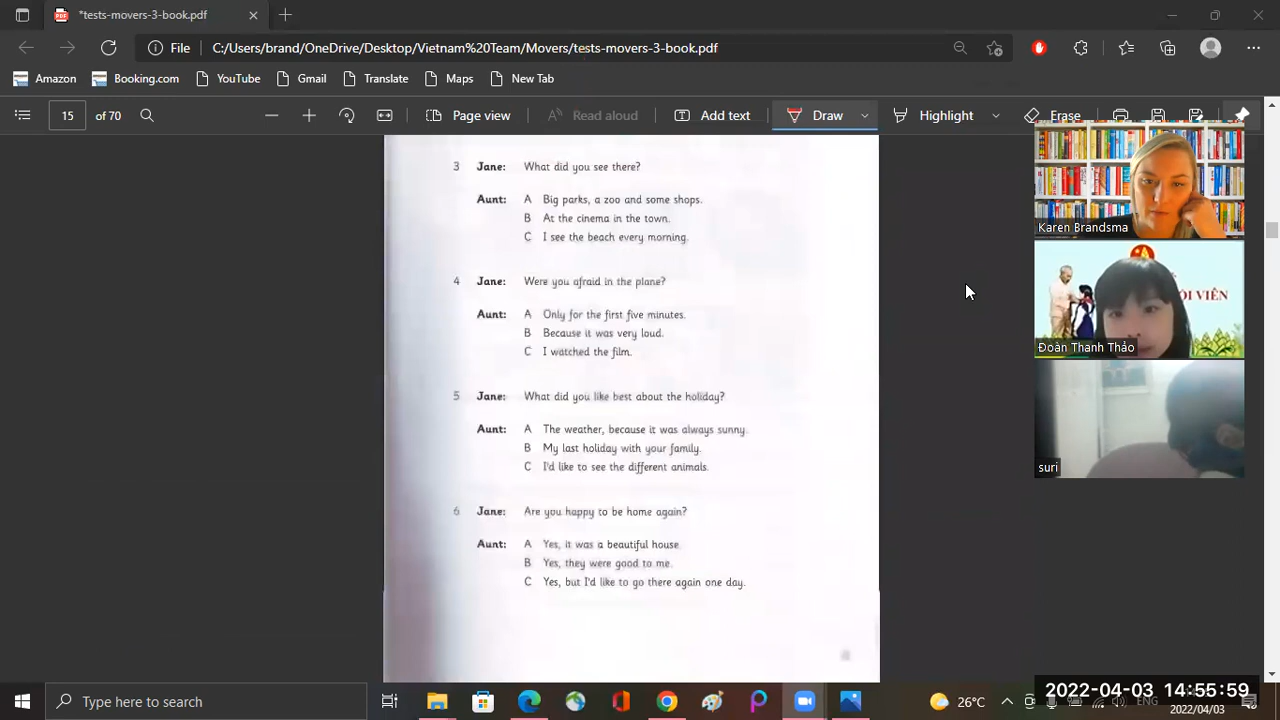 *tests-movers-3-book.pdf
File C:/Users/brand/OneDrive/Desktop/Vietnam%20Team/Movers/tests-movers-3-book.pdf
Amazon Booking.com YouTube Gmail Translate Maps New Tab
15 of 70 Page view Read aloud Add text Draw Highlight Erase
3 Jane: What did you see there?
Aunt: A Big parks, a zoo and some shops.
B At the cinema in the town.
C I see the beach every morning.
4 Jane: Were you afraid in the plane?
Aunt: A Only for the first five minutes.
B Because it was very loud.
C I watched the film.
5 Jane: What did you like best about the holiday?
Aunt: A The weather, because it was always sunny.
B My last holiday with your family.
C I'd like to see the different animals.
6 Jane: Are you happy to be home again?
Aunt: A Yes, it was a beautiful house
B Yes, they were good to me.
C Yes, but I'd like to go there again one day.
Karen Brandsma
ỘI VIÊN
Đoàn Thanh Thảo
suri
Type here to search
26°C
ENG
2022-04-03 14:55:59
2022/04/03